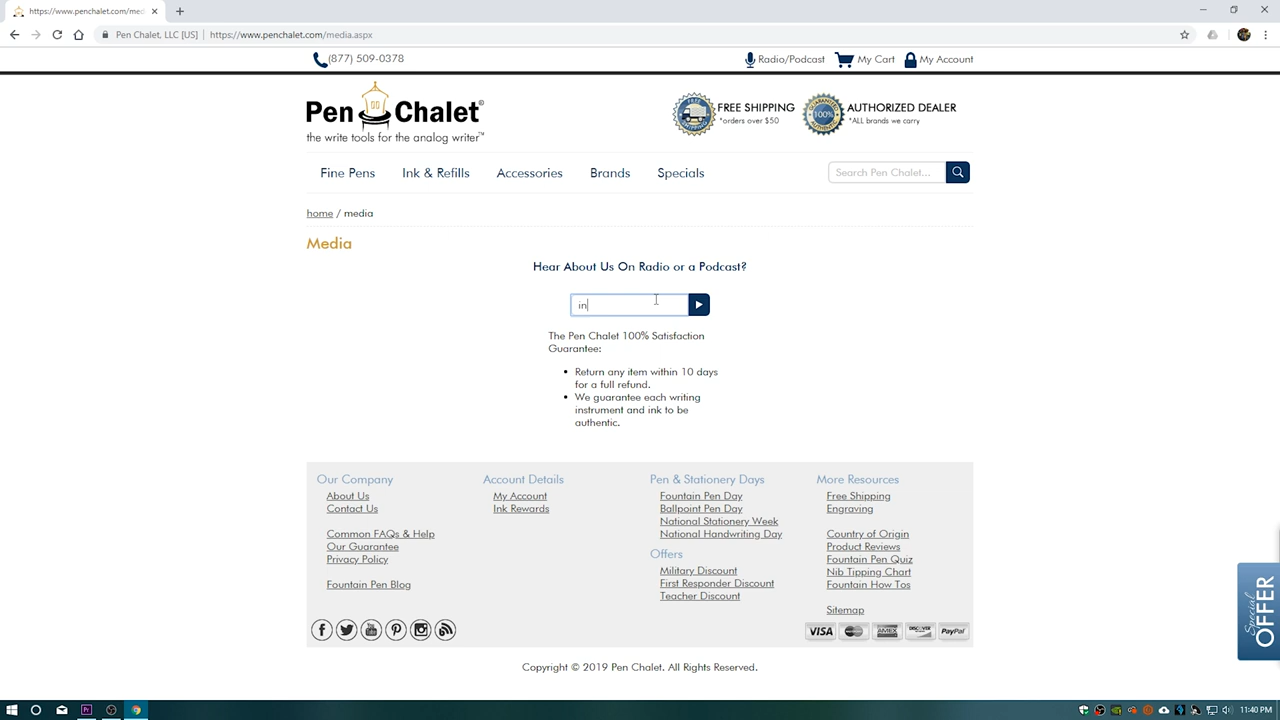 https://www.penchalet.com/med
Pen Chalet, LLC [US] | https://www.penchalet.com/media.aspx
(877) 509-0378
Radio/Podcast My Cart My Account
Pen Chalet
the write tools for the analog writer™
FREE SHIPPING
*orders over $50
100%
AUTHORIZED DEALER
*ALL brands we carry
Fine Pens Ink & Refills Accessories Brands Specials
Search Pen Chalet...
home / media
Media
Hear About Us On Radio or a Podcast?
in
The Pen Chalet 100% Satisfaction
Guarantee:
• Return any item within 10 days
for a full refund.
• We guarantee each writing
instrument and ink to be
authentic.
Our Company
About Us
Contact Us
Common FAQs & Help
Our Guarantee
Privacy Policy
Fountain Pen Blog
Account Details
My Account
Ink Rewards
Pen & Stationery Days
Fountain Pen Day
Ballpoint Pen Day
National Stationery Week
National Handwriting Day
Offers
Military Discount
First Responder Discount
Teacher Discount
More Resources
Free Shipping
Engraving
Country of Origin
Product Reviews
Fountain Pen Quiz
Nib Tipping Chart
Fountain How Tos
Sitemap
VISA MasterCard AMEX DISCOVER PayPal
Special OFFER
Copyright © 2019 Pen Chalet. All Rights Reserved.
11:40 PM